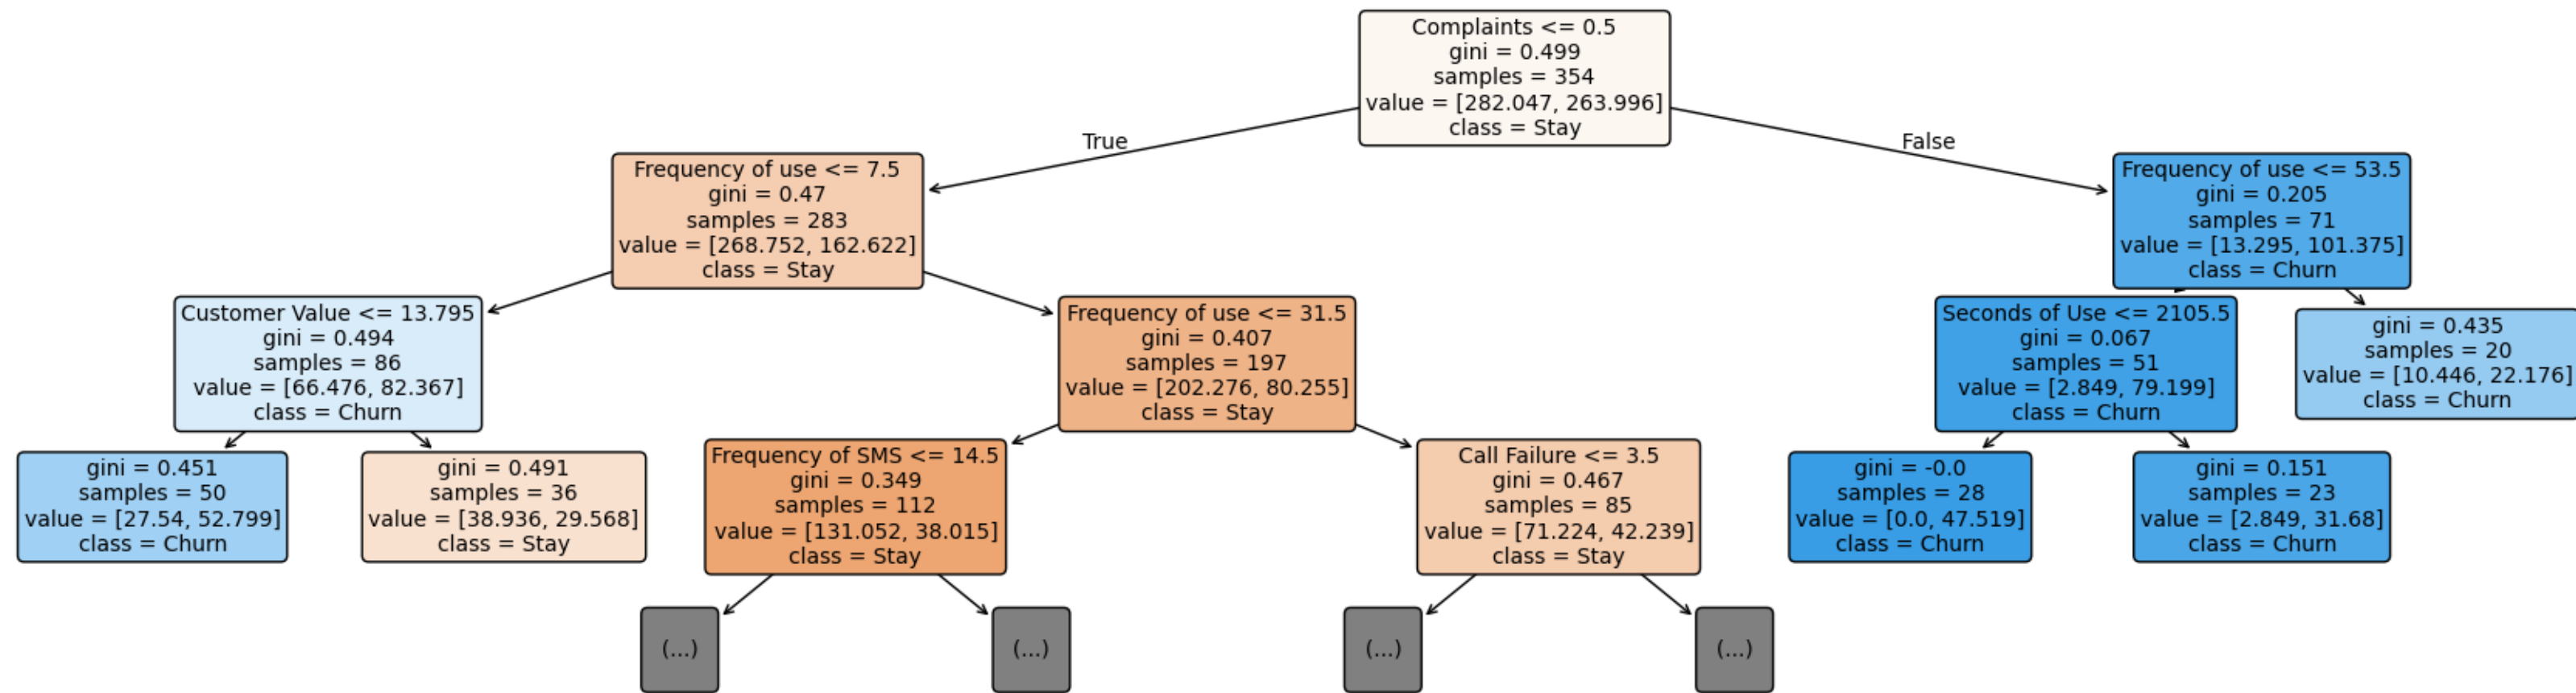 Complaints <= 0.5
gini = 0.499
samples = 354
value = [282.047, 263.996]
class = Stay
True
False
Frequency of use <= 7.5
gini = 0.47
samples = 283
value = [268.752, 162.622]
class = Stay
Frequency of use <= 53.5
gini = 0.205
samples = 71
value = [13.295, 101.375]
class = Churn
Customer Value <= 13.795
gini = 0.494
samples = 86
value = [66.476, 82.367]
class = Churn
Frequency of use <= 31.5
gini = 0.407
samples = 197
value = [202.276, 80.255]
class = Stay
Seconds of Use <= 2105.5
gini = 0.067
samples = 51
value = [2.849, 79.199]
class = Churn
gini = 0.435
samples = 20
value = [10.446, 22.176]
class = Churn
gini = 0.451
samples = 50
value = [27.54, 52.799]
class = Churn
gini = 0.491
samples = 36
value = [38.936, 29.568]
class = Stay
Frequency of SMS <= 14.5
gini = 0.349
samples = 112
value = [131.052, 38.015]
class = Stay
Call Failure <= 3.5
gini = 0.467
samples = 85
value = [71.224, 42.239]
class = Stay
gini = -0.0
samples = 28
value = [0.0, 47.519]
class = Churn
gini = 0.151
samples = 23
value = [2.849, 31.68]
class = Churn
(...)
(...)
(...)
(...)